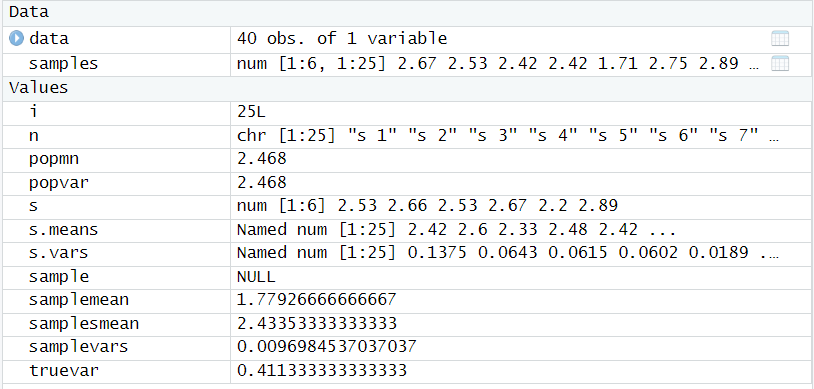 Data
data 40 obs. of 1 variable
samples num [1:6, 1:25] 2.67 2.53 2.42 2.42 1.71 2.75 2.89 …
Values
i 25L
n chr [1:25] "s 1" "s 2" "s 3" "s 4" "s 5" "s 6" "s 7" …
popmn 2.468
popvar 2.468
s num [1:6] 2.53 2.66 2.53 2.67 2.2 2.89
s.means Named num [1:25] 2.42 2.6 2.33 2.48 2.42 ...
s.vars Named num [1:25] 0.1375 0.0643 0.0615 0.0602 0.0189 .…
sample NULL
samplemean 1.77926666666667
samplesmean 2.43353333333333
samplevars 0.0096984537037037
truevar 0.411333333333333